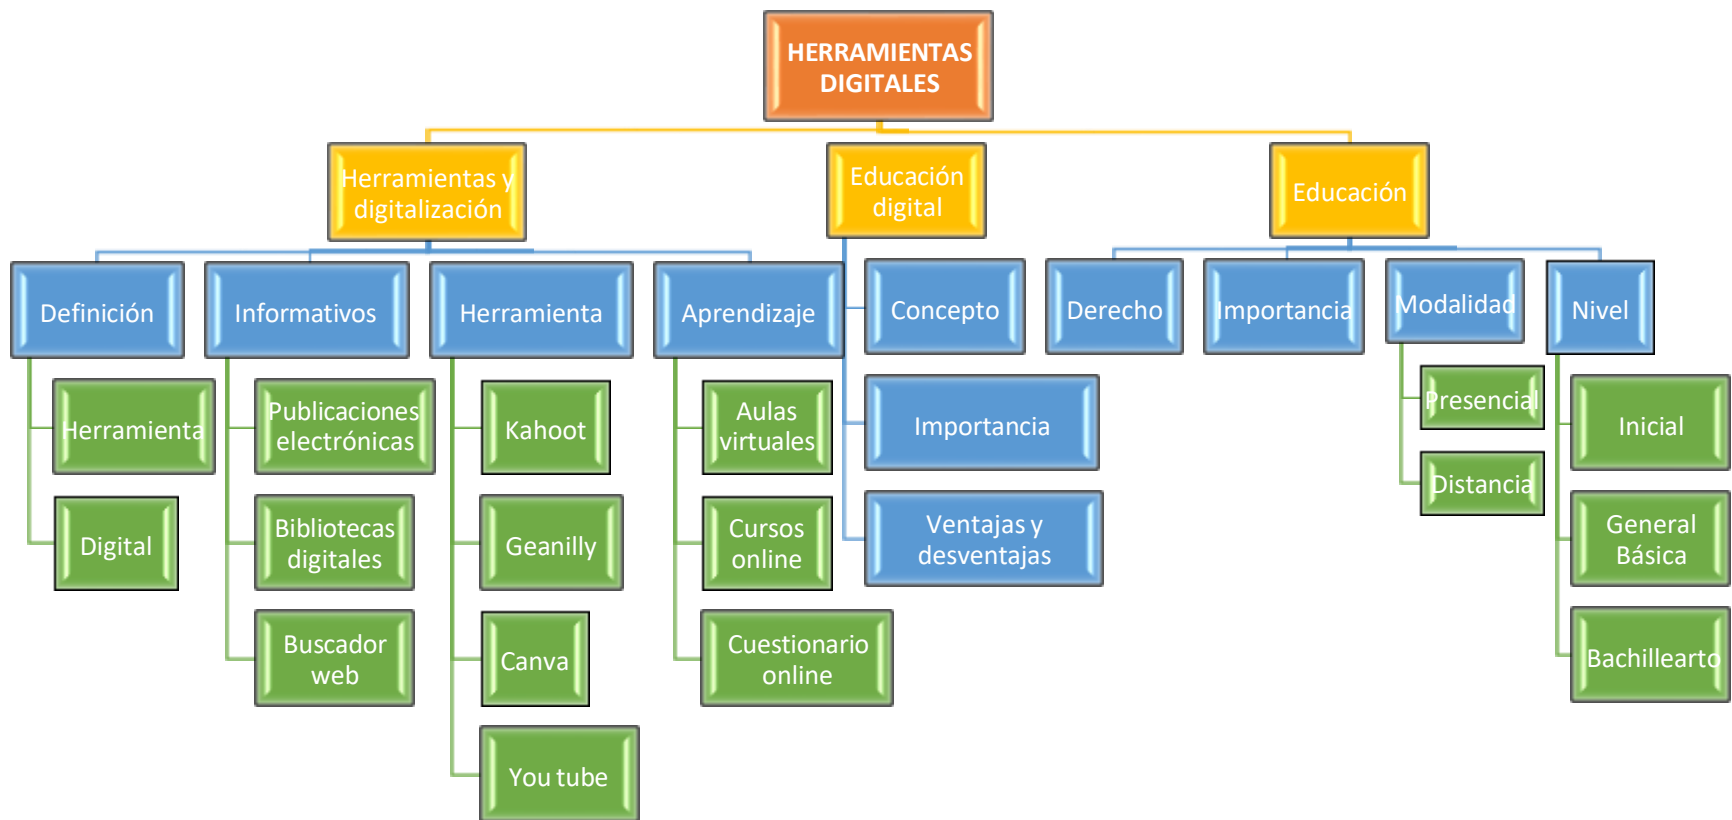 HERRAMIENTAS
DIGITALES
Herramientas y
digitalización
Educación
digital
Educación
Definición
Informativos
Herramienta
Aprendizaje
Concepto
Derecho
Importancia
Modalidad
Nivel
Herramienta
Digital
Publicaciones
electrónicas
Bibliotecas
digitales
Buscador
web
Kahoot
Geanilly
Canva
You tube
Aulas
virtuales
Cursos
online
Cuestionario
online
Importancia
Ventajas y
desventajas
Presencial
Distancia
Inicial
General
Básica
Bachillearto